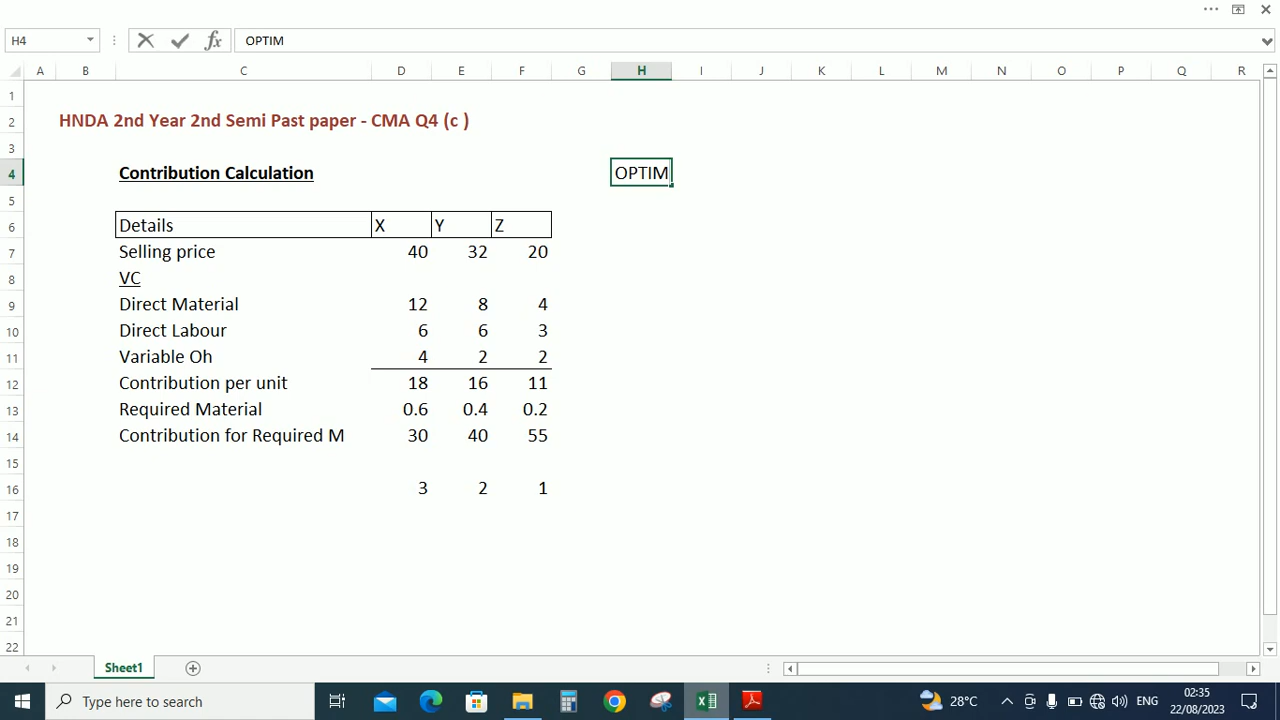 H4 OPTIM
A B C D E F G H I J K L M N O P Q R
1
2 HNDA 2nd Year 2nd Semi Past paper - CMA Q4 (c )
3
4 Contribution Calculation OPTIM
5
6 Details X Y Z
7 Selling price 40 32 20
8 VC
9 Direct Material 12 8 4
10 Direct Labour 6 6 3
11 Variable Oh 4 2 2
12 Contribution per unit 18 16 11
13 Required Material 0.6 0.4 0.2
14 Contribution for Required M 30 40 55
15
16 3 2 1
17
18
19
20
21
22
Sheet1
Type here to search 28°C ENG 02:35
22/08/2023